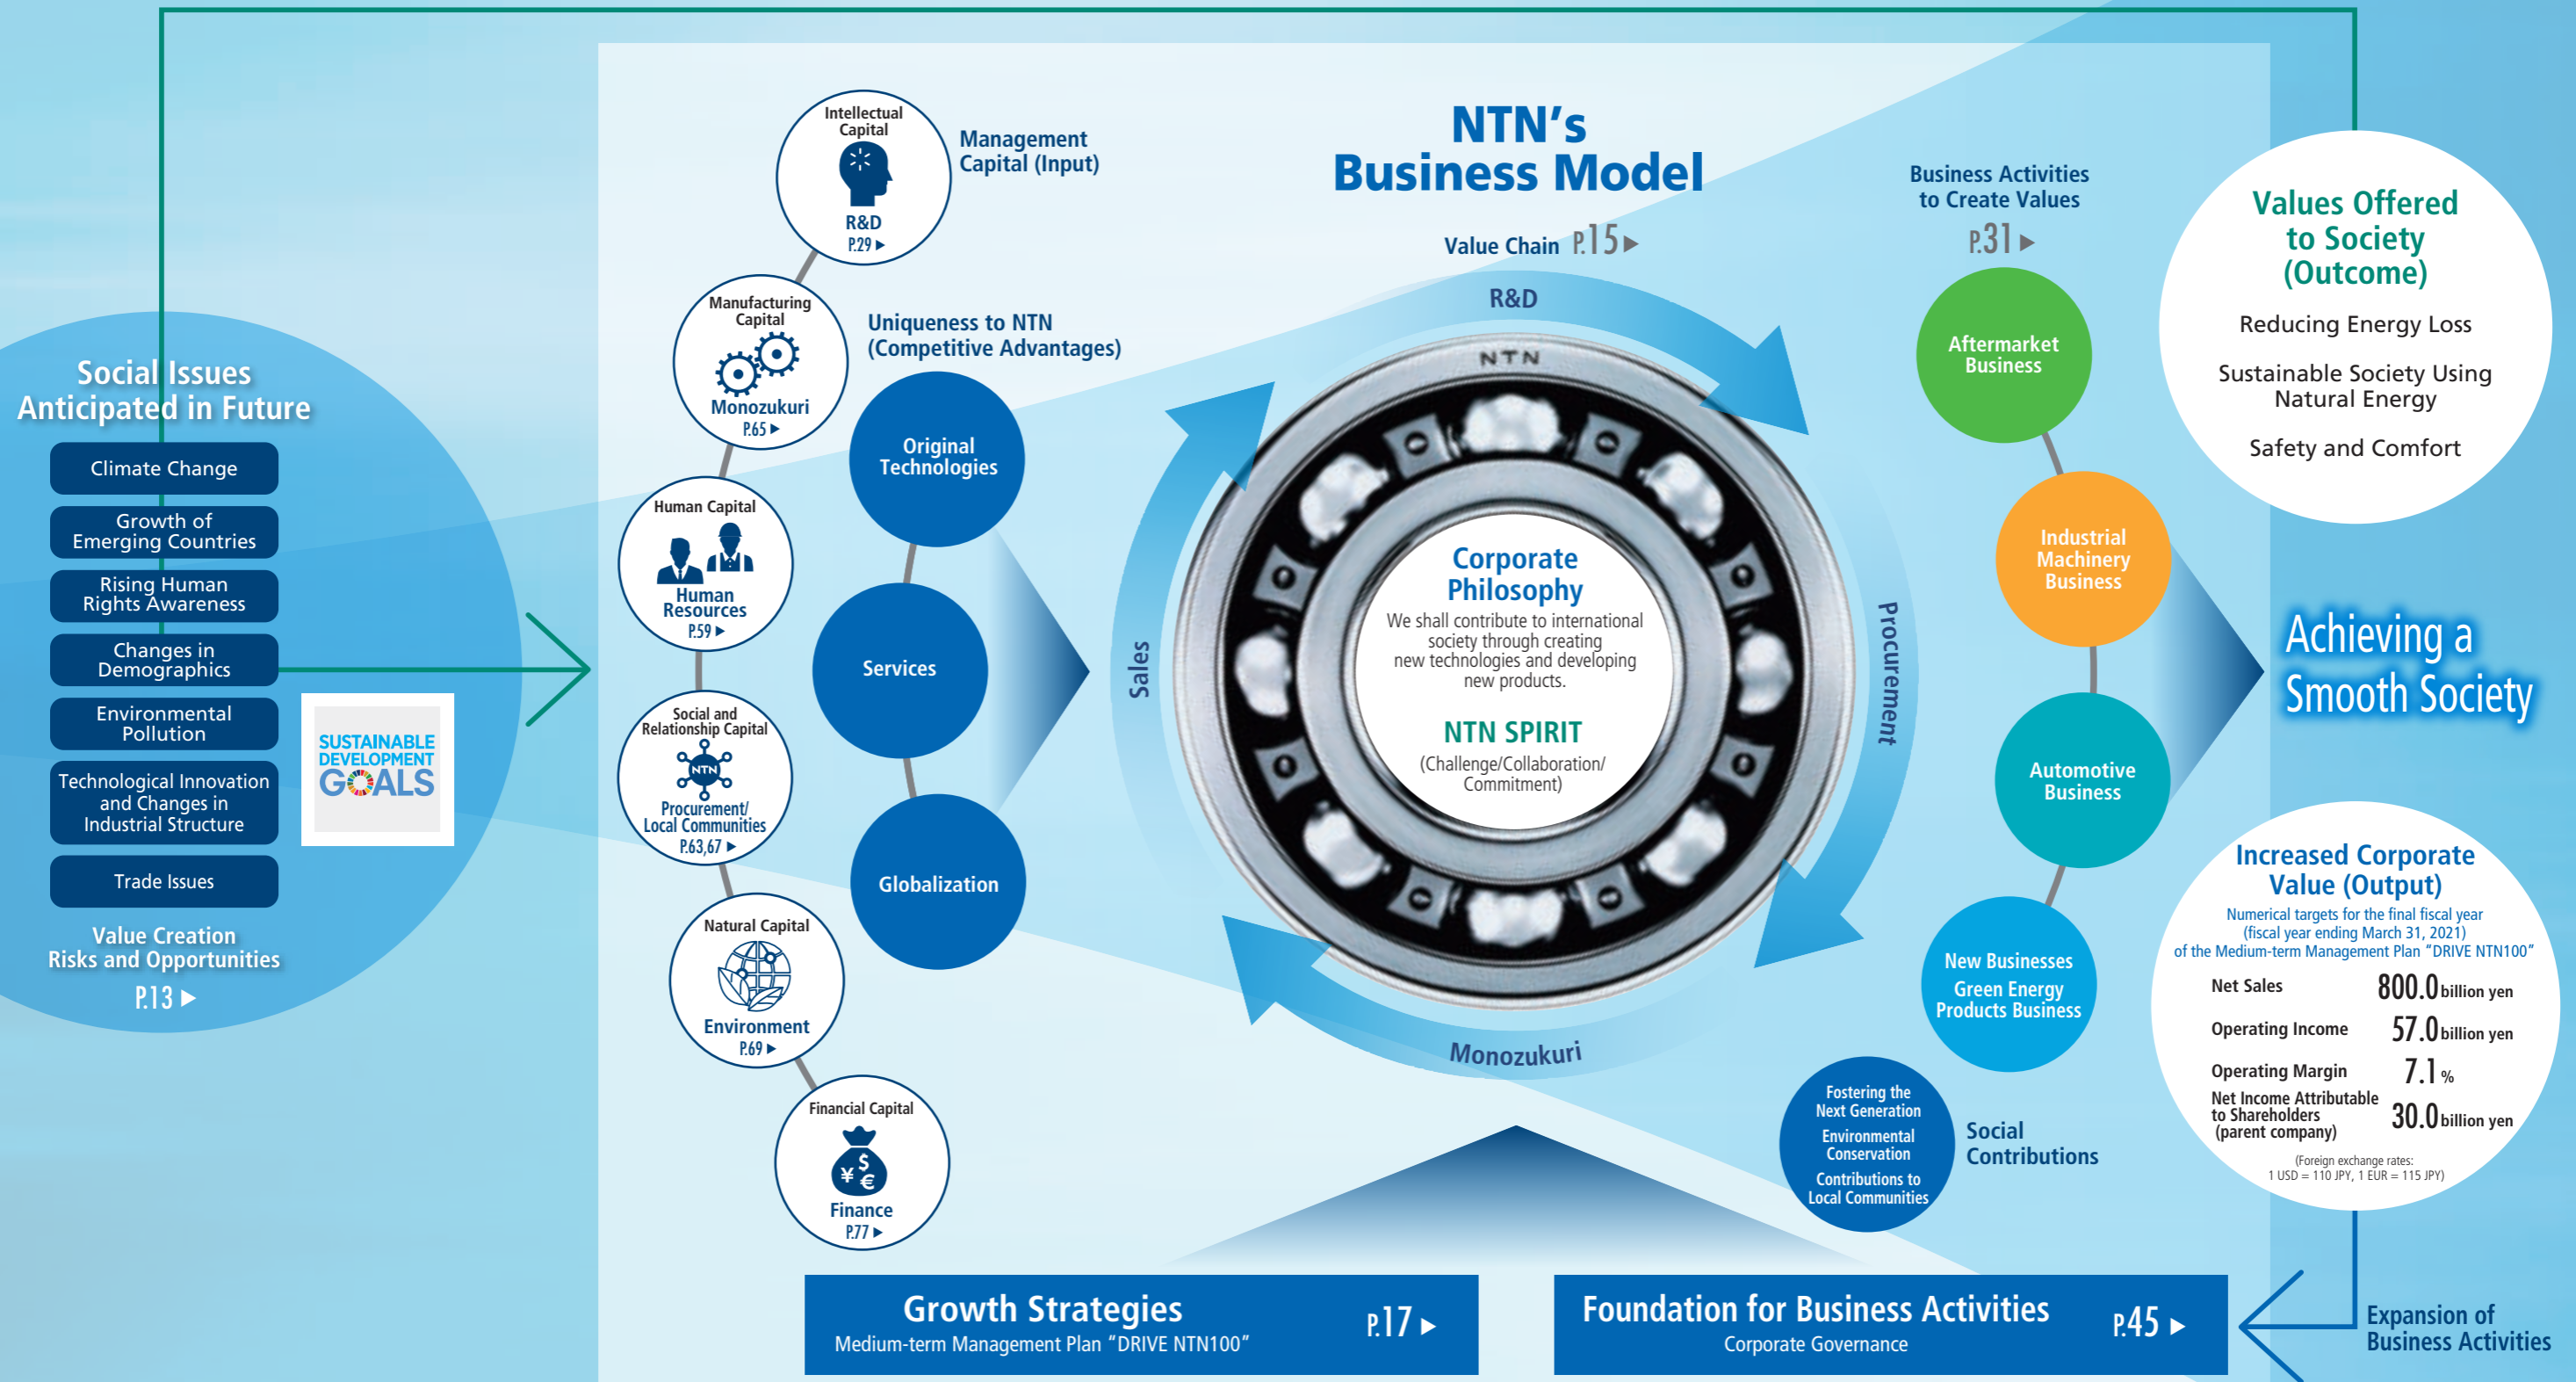 Social Issues
Anticipated in Future
Climate Change
Growth of
Emerging Countries
Rising Human
Rights Awareness
Changes in
Demographics
Environmental
Pollution
Technological Innovation
and Changes in
Industrial Structure
Trade Issues
Value Creation
Risks and Opportunities
P.13 ▶
SUSTAINABLE
DEVELOPMENT
GOALS
Management
Capital (Input)
Intellectual
Capital
R&D
P.29 ▶
Manufacturing
Capital
Monozukuri
P.65 ▶
Human Capital
Human
Resources
P.59 ▶
Social and
Relationship Capital
NTN
Procurement/
Local Communities
P.63,67 ▶
Natural Capital
Environment
P.69 ▶
Financial Capital
¥ $ €
Finance
P.77 ▶
Uniqueness to NTN
(Competitive Advantages)
Original
Technologies
Services
Globalization
NTN's
Business Model
Value Chain P.15 ▶
R&D
Procurement
Monozukuri
Sales
NTN
Corporate
Philosophy
We shall contribute to international
society through creating
new technologies and developing
new products.
NTN SPIRIT
(Challenge/Collaboration/
Commitment)
Business Activities
to Create Values
P.31 ▶
Aftermarket
Business
Industrial
Machinery
Business
Automotive
Business
New Businesses
Green Energy
Products Business
Fostering the
Next Generation
Environmental
Conservation
Contributions to
Local Communities
Social
Contributions
Values Offered
to Society
(Outcome)
Reducing Energy Loss
Sustainable Society Using
Natural Energy
Safety and Comfort
Achieving a
Smooth Society
Increased Corporate
Value (Output)
Numerical targets for the final fiscal year
(fiscal year ending March 31, 2021)
of the Medium-term Management Plan “DRIVE NTN100”
Net Sales 800.0 billion yen
Operating Income 57.0 billion yen
Operating Margin 7.1 %
Net Income Attributable
to Shareholders
(parent company) 30.0 billion yen
(Foreign exchange rates:
1 USD = 110 JPY, 1 EUR = 115 JPY)
Growth Strategies
Medium-term Management Plan “DRIVE NTN100”
P.17 ▶
Foundation for Business Activities
Corporate Governance
P.45 ▶
Expansion of
Business Activities